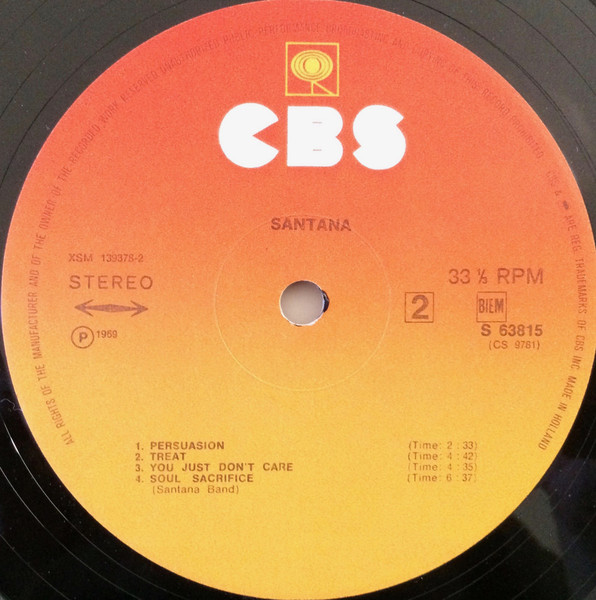 ALL RIGHTS OF THE MANUFACTURER AND OF THE OWNER OF THE RECORDED WORK RESERVED UNAUTHORIZED PUBLIC PERFORMANCE BROADCASTING AND COPYING OF THIS RECORD PROHIBITED
CBS & ARE REG. TRADEMARKS OF CBS INC. MADE IN HOLLAND
CBS
SANTANA
XSM 139375-2
STEREO
33 ⅓ RPM
2 BIEM
S 63815
(CS 9781)
P 1969
1. PERSUASION (Time: 2 : 33)
2. TREAT (Time: 4 : 42)
3. YOU JUST DON'T CARE (Time: 4 : 35)
4. SOUL SACRIFICE (Time: 6 : 37)
(Santana Band)